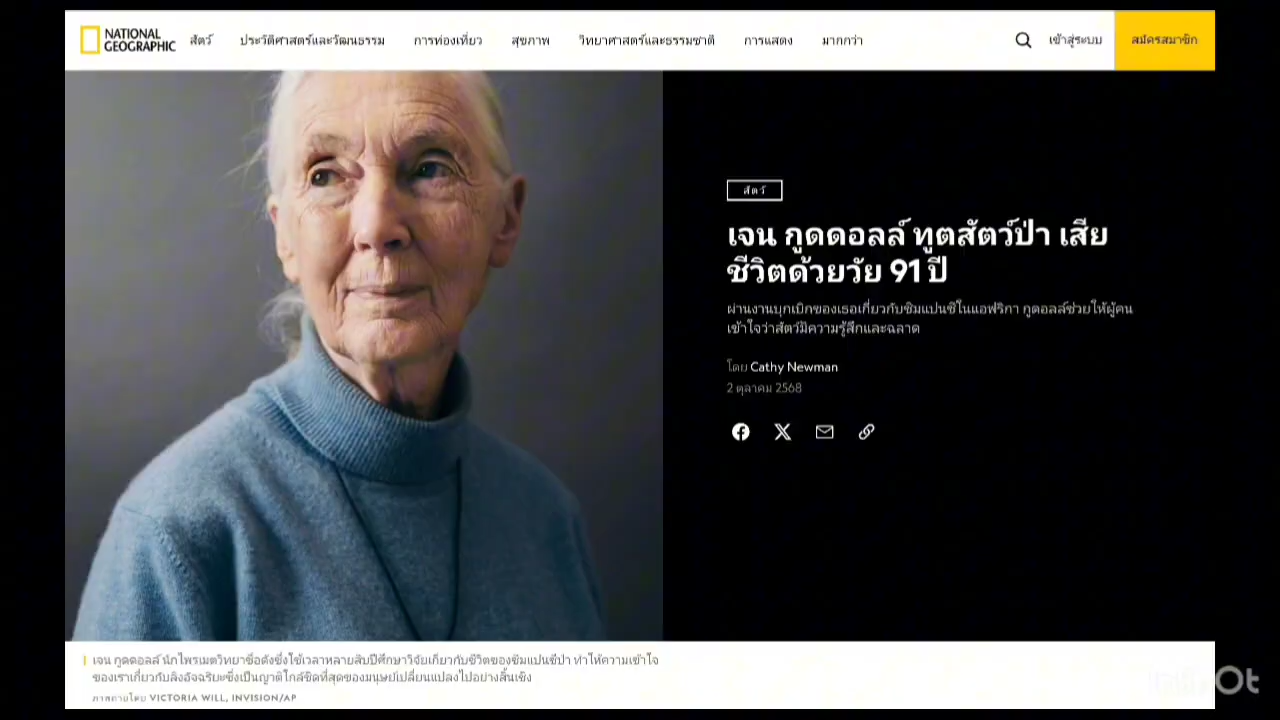 NATIONAL
GEOGRAPHIC
สัตว์ ประวัติศาสตร์และวัฒนธรรม การท่องเที่ยว สุขภาพ วิทยาศาสตร์และธรรมชาติ การแสดง มากกว่า เข้าสู่ระบบ สมัครสมาชิก
สัตว์
เจน กูดดอลล์ ทูตสัตว์ป่า เสีย
ชีวิตด้วยวัย 91 ปี
ผ่านงานบุกเบิกของเธอเกี่ยวกับชิมแปนซีในแอฟริกา กูดอลล์ช่วยให้ผู้คน
เข้าใจว่าสัตว์มีความรู้สึกและฉลาด
โดย Cathy Newman
2 ตุลาคม 2568
เจน กูดดอลล์ นักไพรเมตวิทยาชื่อดังซึ่งใช้เวลาหลายสิบปีศึกษาวิจัยเกี่ยวกับชีวิตของชิมแปนซีป่า ทำให้ความเข้าใจ
ของเราเกี่ยวกับลิงอัจฉริยะซึ่งเป็นญาติใกล้ชิดที่สุดของมนุษย์เปลี่ยนแปลงไปอย่างสิ้นเชิง
ภาพถ่ายโดย VICTORIA WILL, INVISION/AP